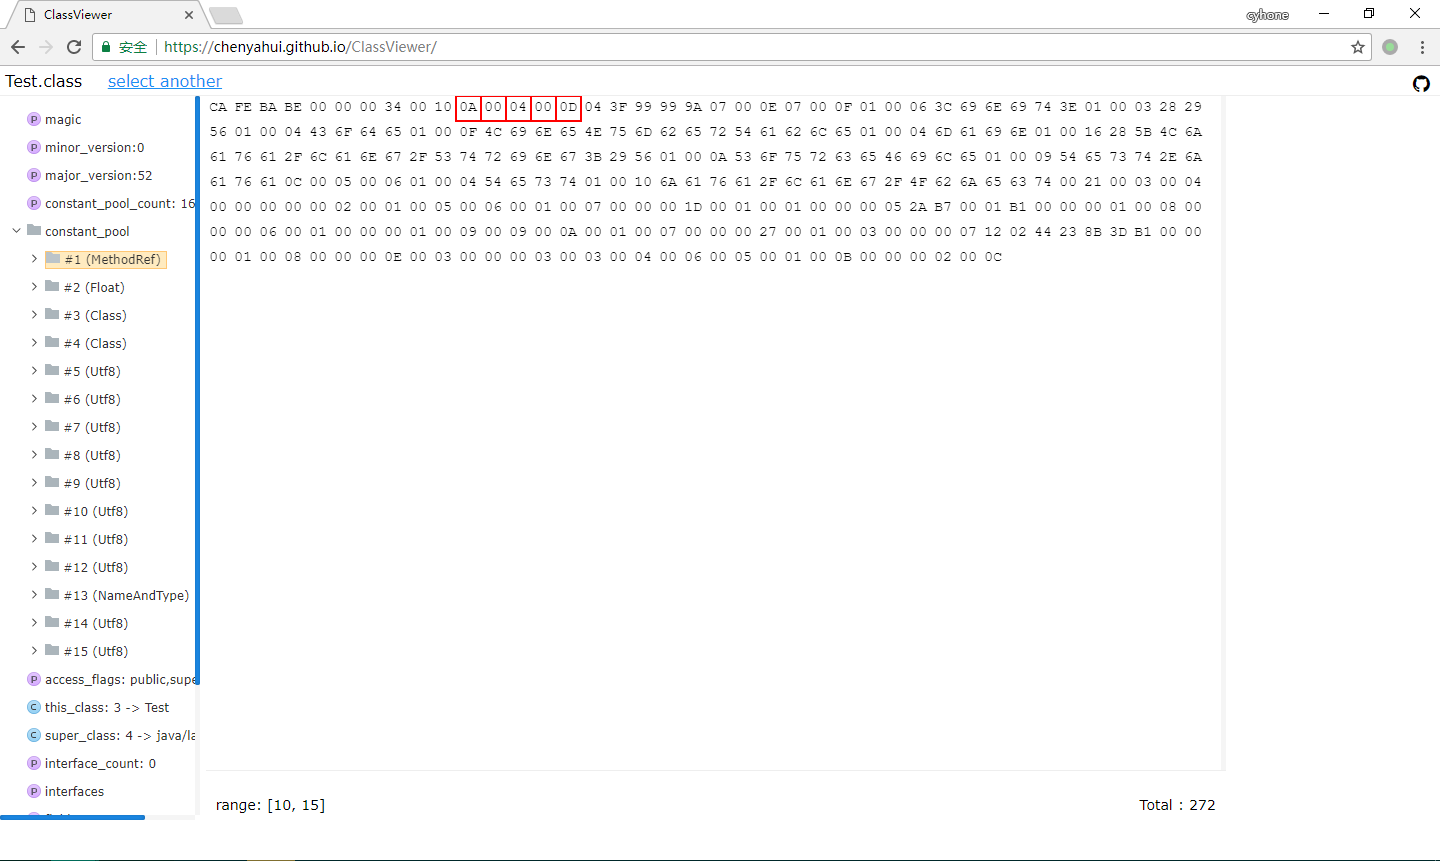 ClassViewer
cyhone
安全 https://chenyahui.github.io/ClassViewer/
Test.class select another
P magic
P minor_version:0
P major_version:52
P constant_pool_count: 16
constant_pool
#1 (MethodRef)
#2 (Float)
#3 (Class)
#4 (Class)
#5 (Utf8)
#6 (Utf8)
#7 (Utf8)
#8 (Utf8)
#9 (Utf8)
#10 (Utf8)
#11 (Utf8)
#12 (Utf8)
#13 (NameAndType)
#14 (Utf8)
#15 (Utf8)
P access_flags: public,supe
C this_class: 3 -> Test
C super_class: 4 -> java/la
P interface_count: 0
P interfaces
CA FE BA BE 00 00 00 34 00 10 0A 00 04 00 0D 04 3F 99 99 9A 07 00 0E 07 00 0F 01 00 06 3C 69 6E 69 74 3E 01 00 03 28 29
56 01 00 04 43 6F 64 65 01 00 0F 4C 69 6E 65 4E 75 6D 62 65 72 54 61 62 6C 65 01 00 04 6D 61 69 6E 01 00 16 28 5B 4C 6A
61 76 61 2F 6C 61 6E 67 2F 53 74 72 69 6E 67 3B 29 56 01 00 0A 53 6F 75 72 63 65 46 69 6C 65 01 00 09 54 65 73 74 2E 6A
61 76 61 0C 00 05 00 06 01 00 04 54 65 73 74 01 00 10 6A 61 76 61 2F 6C 61 6E 67 2F 4F 62 6A 65 63 74 00 21 00 03 00 04
00 00 00 00 00 02 00 01 00 05 00 06 00 01 00 07 00 00 00 1D 00 01 00 01 00 00 00 05 2A B7 00 01 B1 00 00 00 01 00 08 00
00 00 06 00 01 00 00 00 01 00 09 00 09 00 0A 00 01 00 07 00 00 00 27 00 01 00 03 00 00 00 07 12 02 44 23 8B 3D B1 00 00
00 01 00 08 00 00 00 0E 00 03 00 00 00 03 00 03 00 04 00 06 00 05 00 01 00 0B 00 00 00 02 00 0C
range: [10, 15]
Total : 272